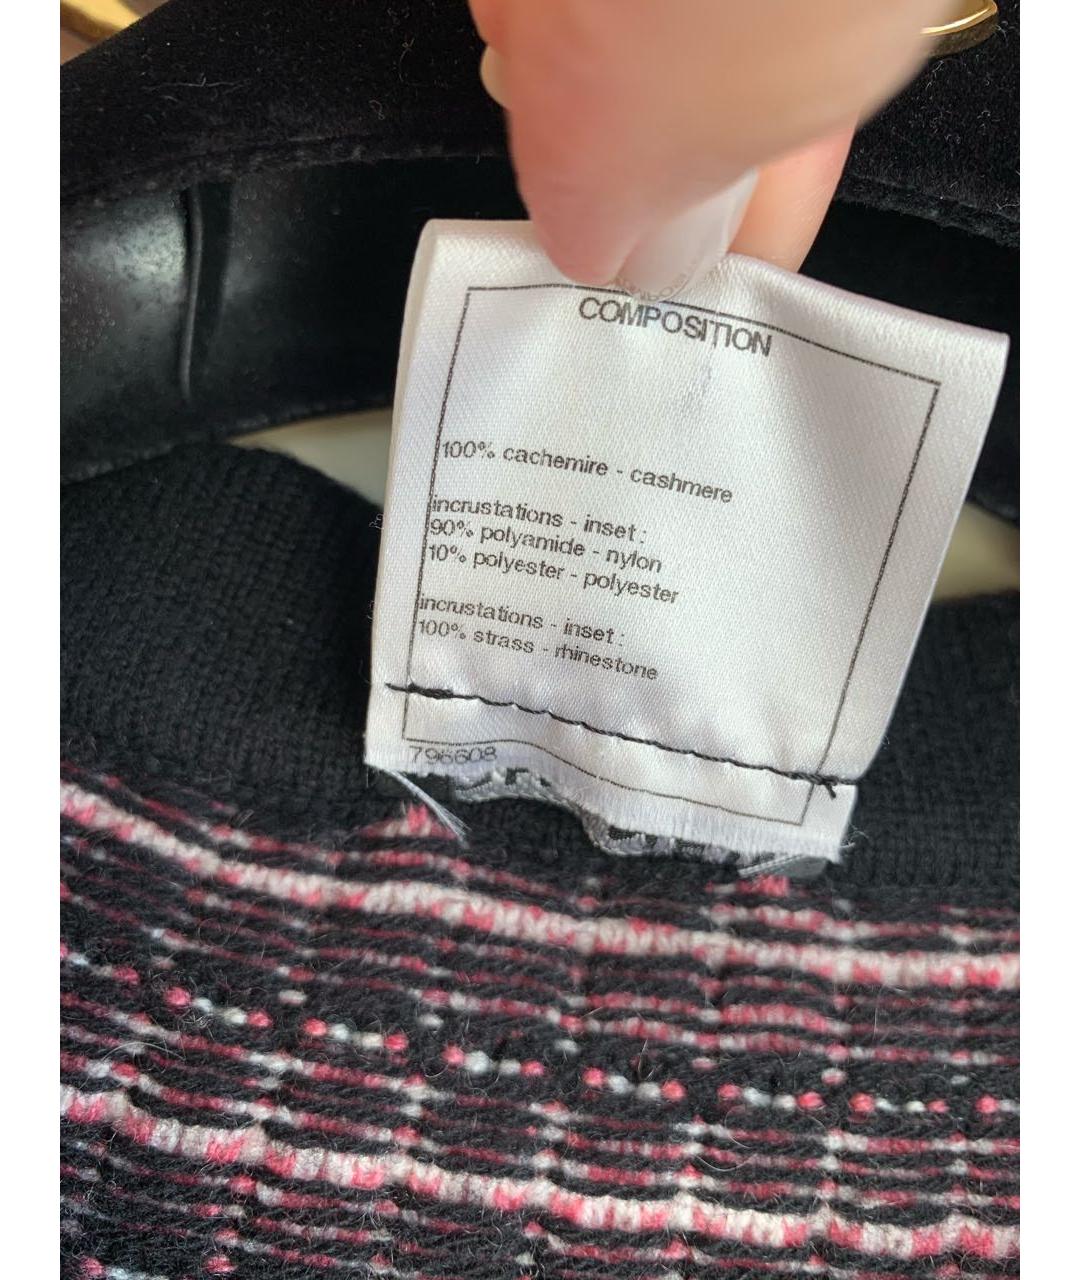 COMPOSITION
100% cachemire - cashmere
incrustations - inset :
90% polyamide - nylon
10% polyester - polyester
incrustations - inset :
100% strass - rhinestone
796608